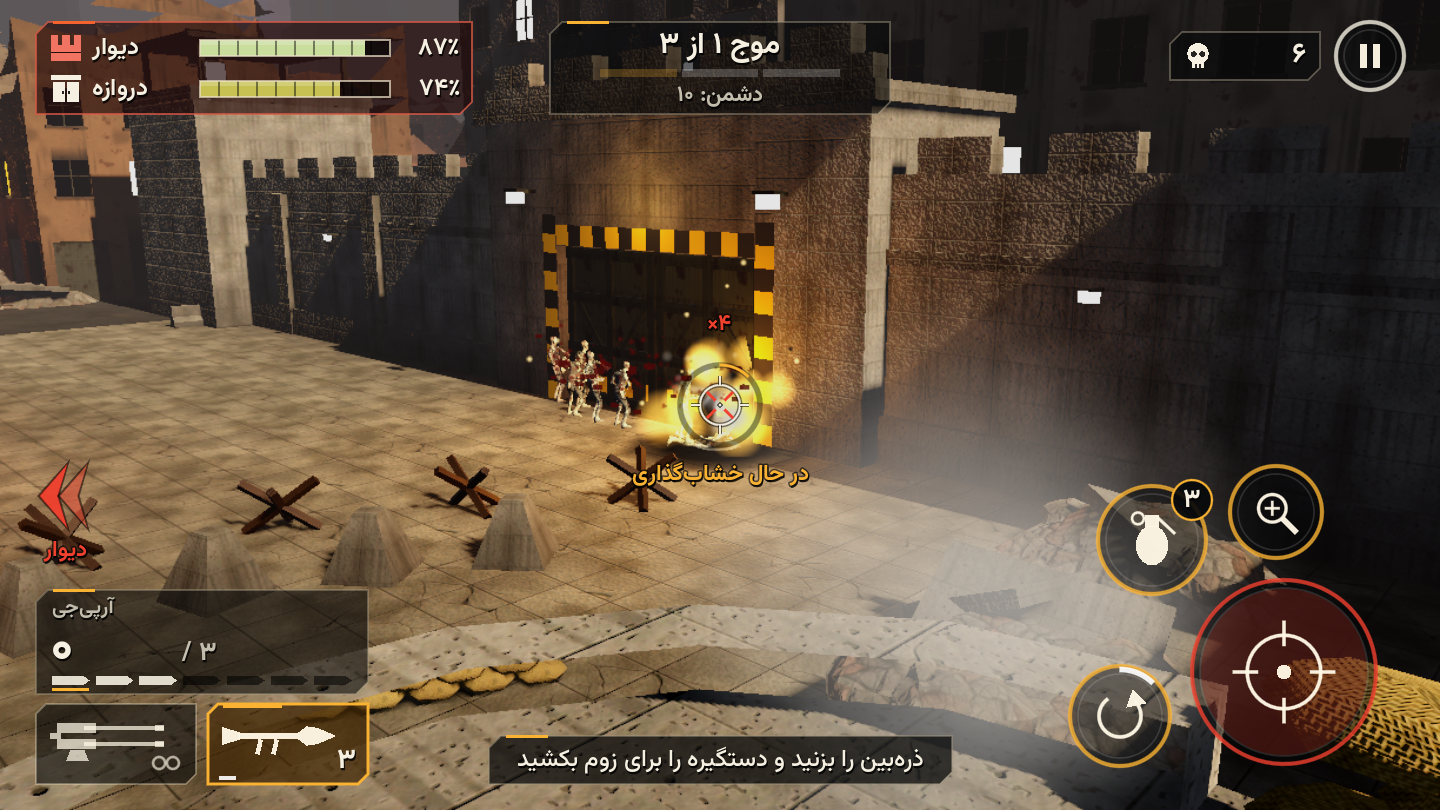 دیوار ۸۷٪
دروازه ۷۴٪
موج ۱ از ۳
دشمن: ۱۰
۶
×۴
در حال خشاب‌گذاری
دیوار
۳
آرپی‌جی
۰ / ۳
∞
۳
ذره‌بین را بزنید و دستگیره را برای زوم بکشید